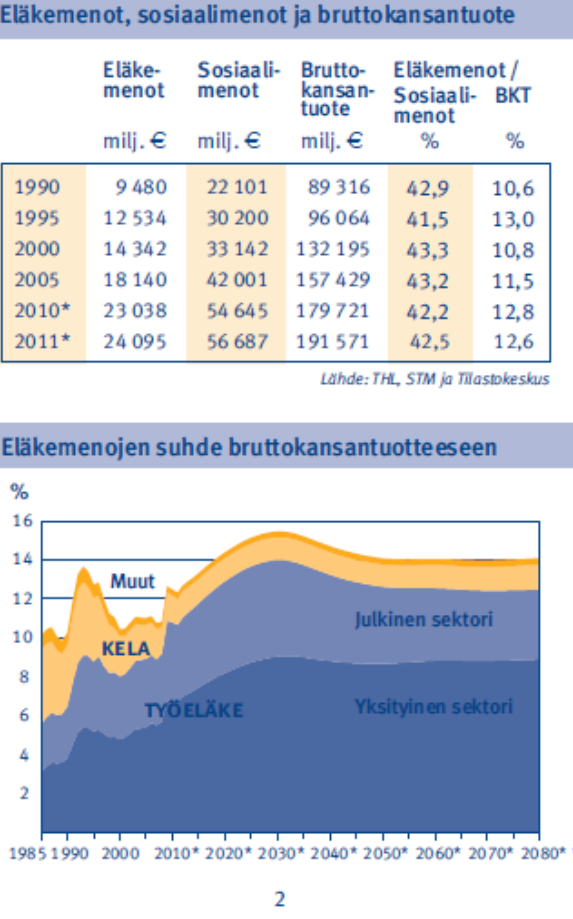 Eläkemenot, sosiaalimenot ja bruttokansantuote
Eläke- Sosiaali- Brutto- Eläkemenot /
menot menot kansan- Sosiaali- BKT
tuote menot
milj. € milj. € milj. € % %
1990 9 480 22 101 89 316 42,9 10,6
1995 12 534 30 200 96 064 41,5 13,0
2000 14 342 33 142 132 195 43,3 10,8
2005 18 140 42 001 157 429 43,2 11,5
2010* 23 038 54 645 179 721 42,2 12,8
2011* 24 095 56 687 191 571 42,5 12,6
Lähde: THL, STM ja Tilastokeskus
Eläkemenojen suhde bruttokansantuotteeseen
%
16
14
Muut
12
Julkinen sektori
10
KELA
8
TYÖELÄKE Yksityinen sektori
6
4
2
1985 1990 2000 2010* 2020* 2030* 2040* 2050* 2060* 2070* 2080*
2